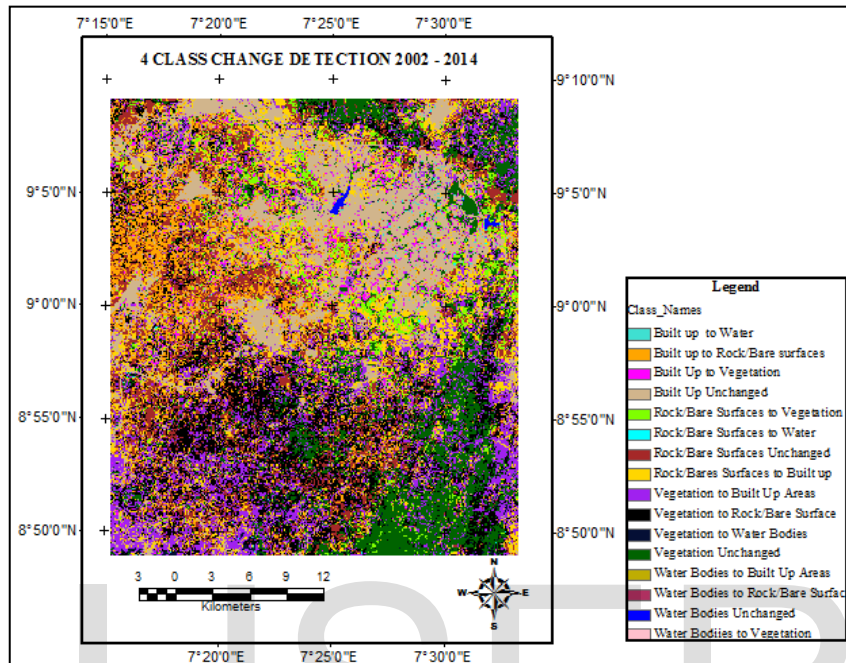 7°15'0"E 7°20'0"E 7°25'0"E 7°30'0"E
4 CLASS CHANGE DETECTION 2002 - 2014
9°10'0"N
9°5'0"N 9°5'0"N
9°0'0"N 9°0'0"N
8°55'0"N 8°55'0"N
8°50'0"N 8°50'0"N
Legend
Class_Names
Built up to Water
Built up to Rock/Bare surfaces
Built Up to Vegetation
Built Up Unchanged
Rock/Bare Surfaces to Vegetation
Rock/Bare Surfaces to Water
Rock/Bare Surfaces Unchanged
Rock/Bares Surfaces to Built up
Vegetation to Built Up Areas
Vegetation to Rock/Bare Surface
Vegetation to Water Bodies
Vegetation Unchanged
Water Bodies to Built Up Areas
Water Bodies to Rock/Bare Surfac
Water Bodies Unchanged
Water Bodiies to Vegetation
3 0 3 6 9 12
Kilometers
N
W E
S
7°20'0"E 7°25'0"E 7°30'0"E